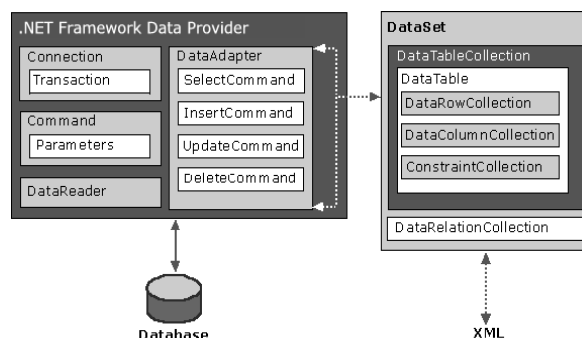 .NET Framework Data Provider
Connection
Transaction
Command
Parameters
DataReader
DataAdapter
SelectCommand
InsertCommand
UpdateCommand
DeleteCommand
Database
DataSet
DataTableCollection
DataTable
DataRowCollection
DataColumnCollection
ConstraintCollection
DataRelationCollection
XML